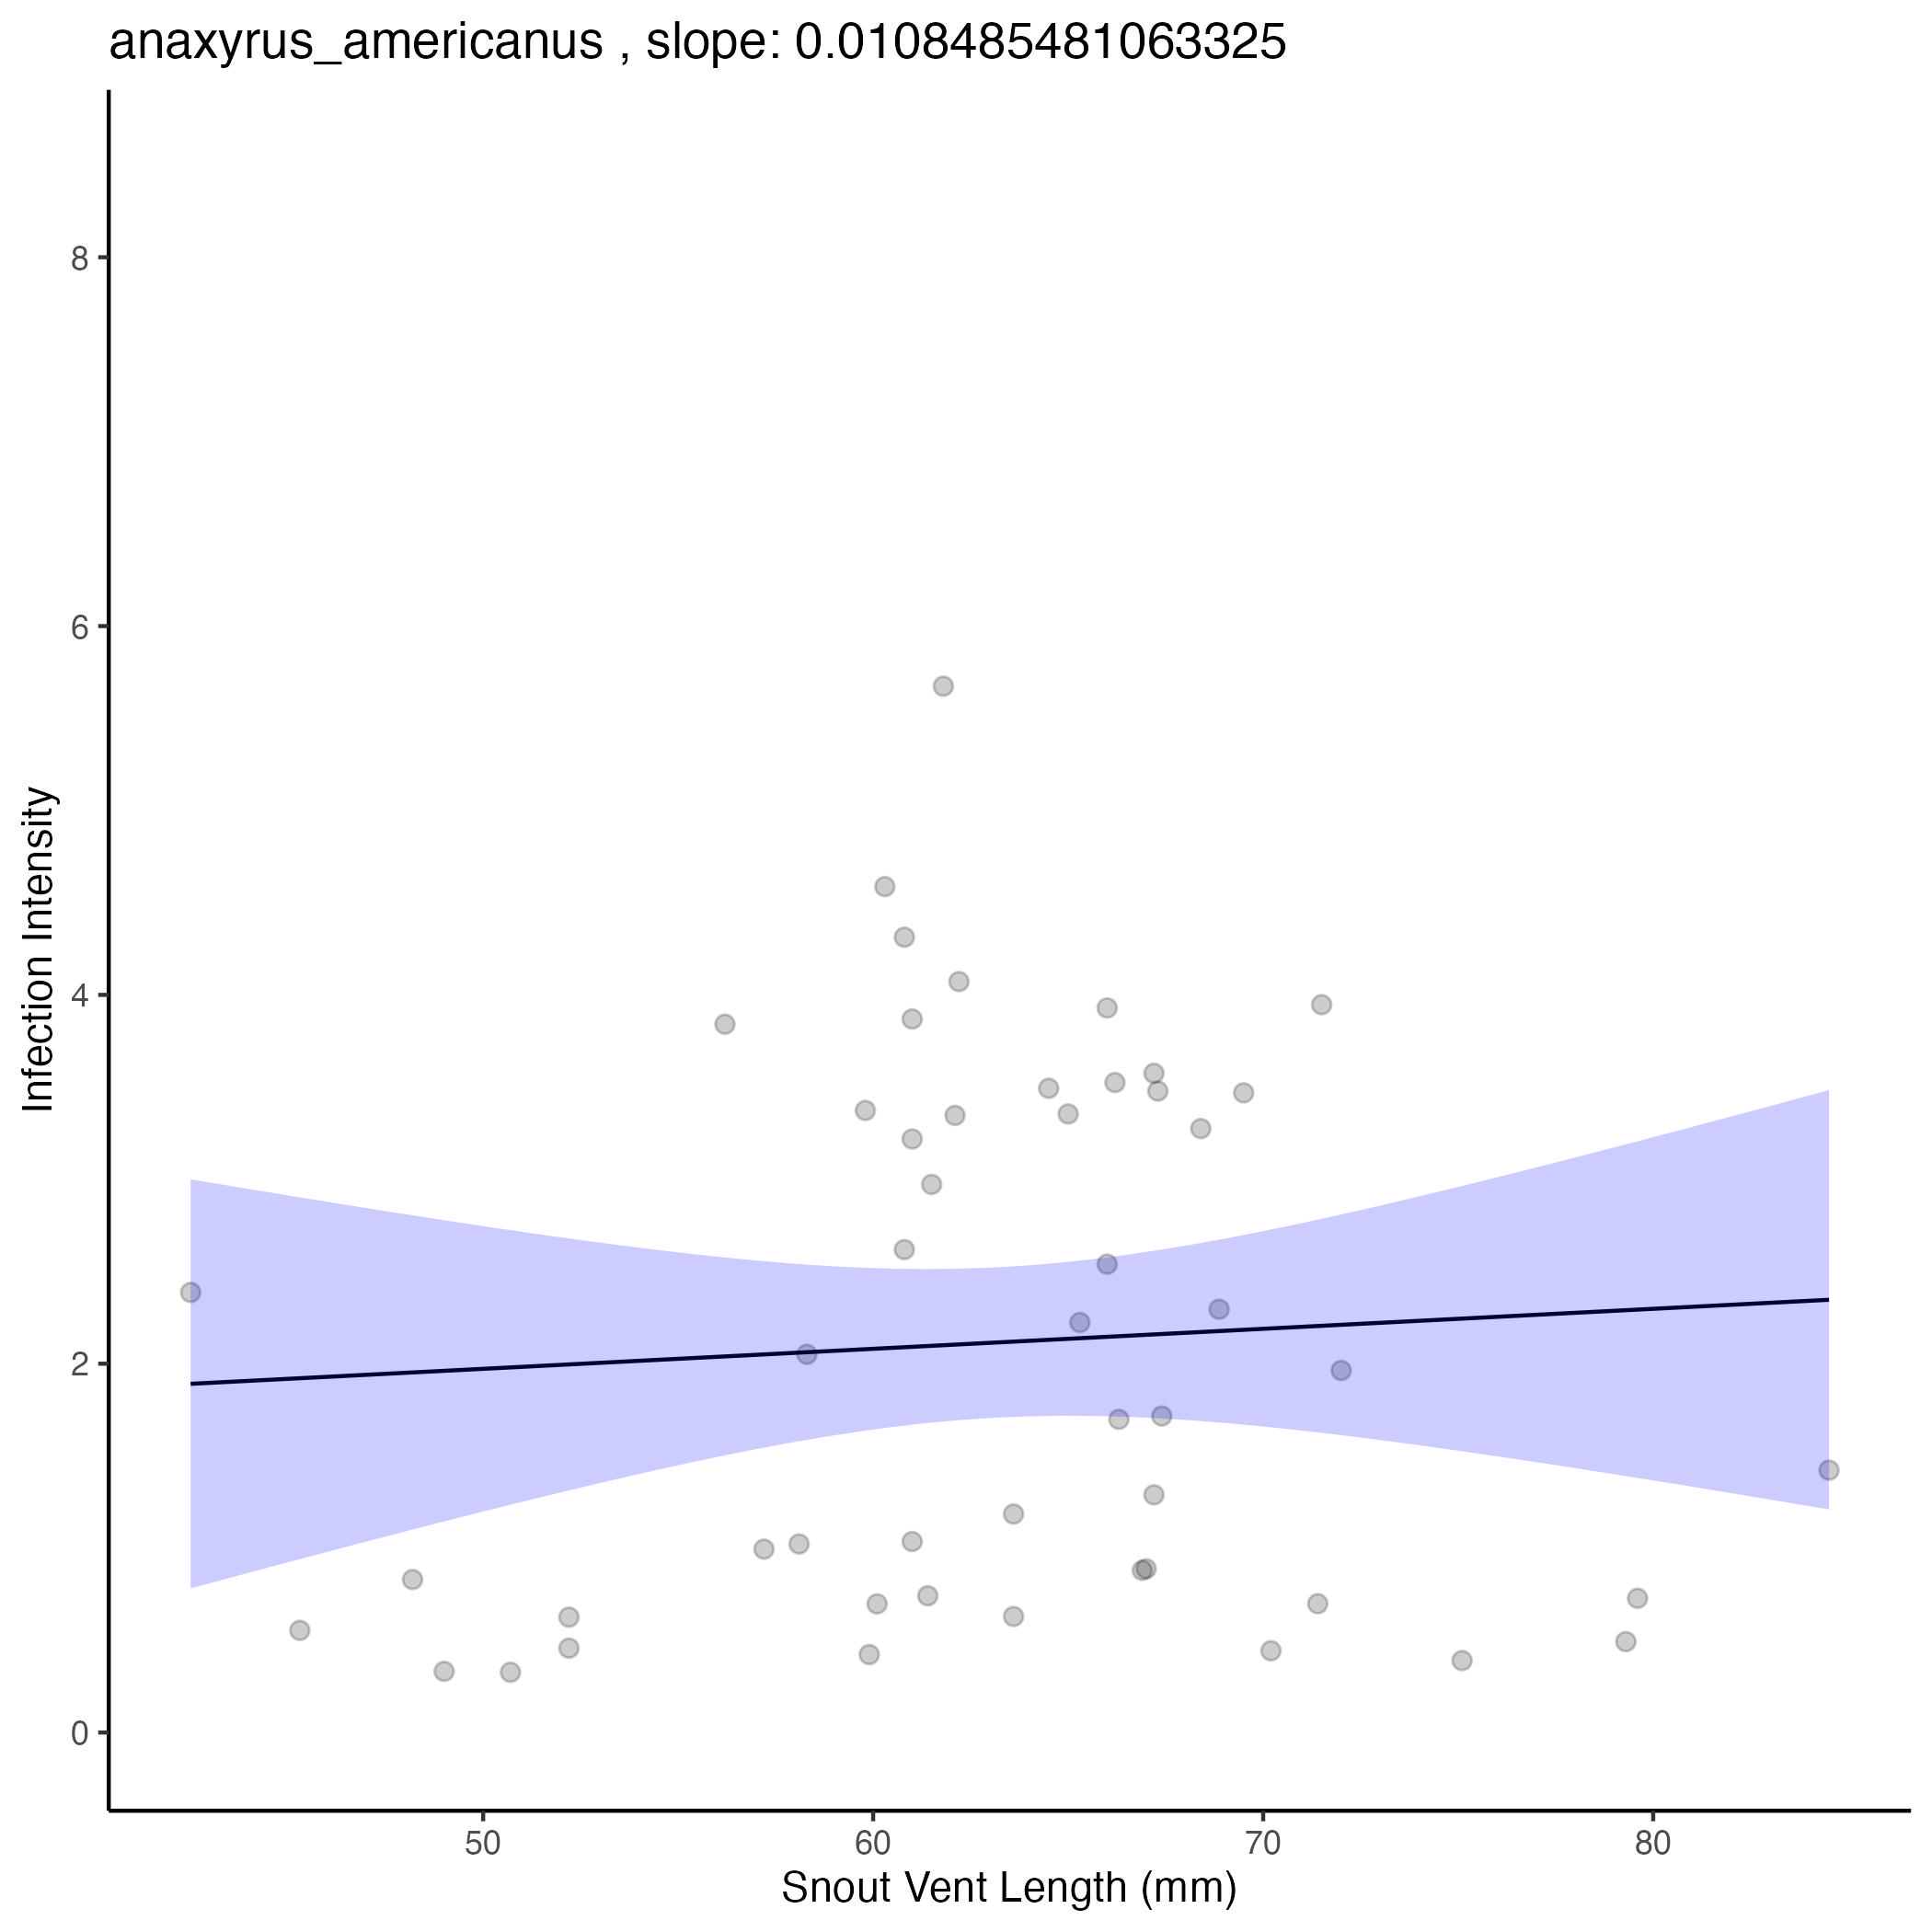 anaxyrus_americanus , slope: 0.0108485481063325
8
6
4
2
0
Infection Intensity
50 60 70 80
Snout Vent Length (mm)